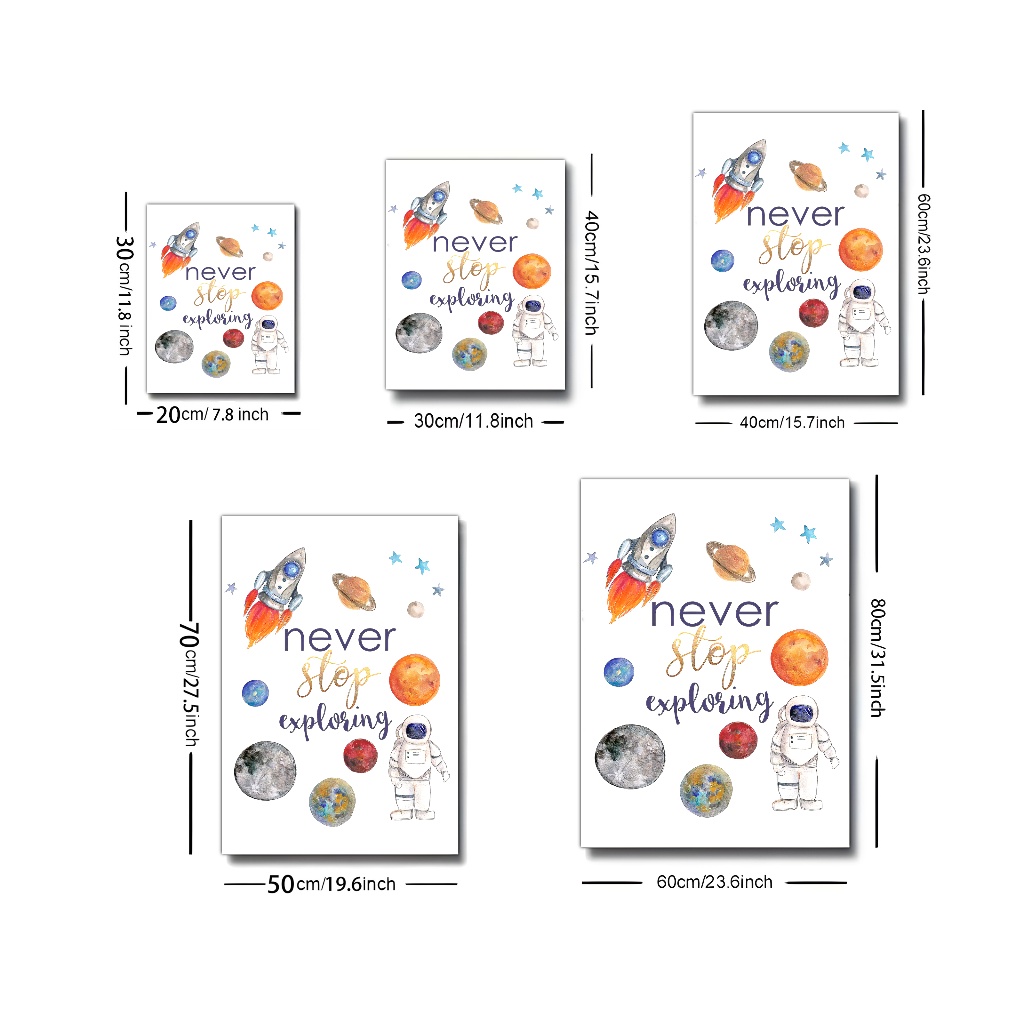 never
stop
exploring
30cm/11.8 inch
20cm/ 7.8 inch
never
stop
exploring
40cm/15.7inch
30cm/11.8inch
never
stop
exploring
60cm/23.6inch
40cm/15.7inch
never
stop
exploring
70cm/27.5inch
50cm/19.6inch
never
stop
exploring
80cm/31.5inch
60cm/23.6inch